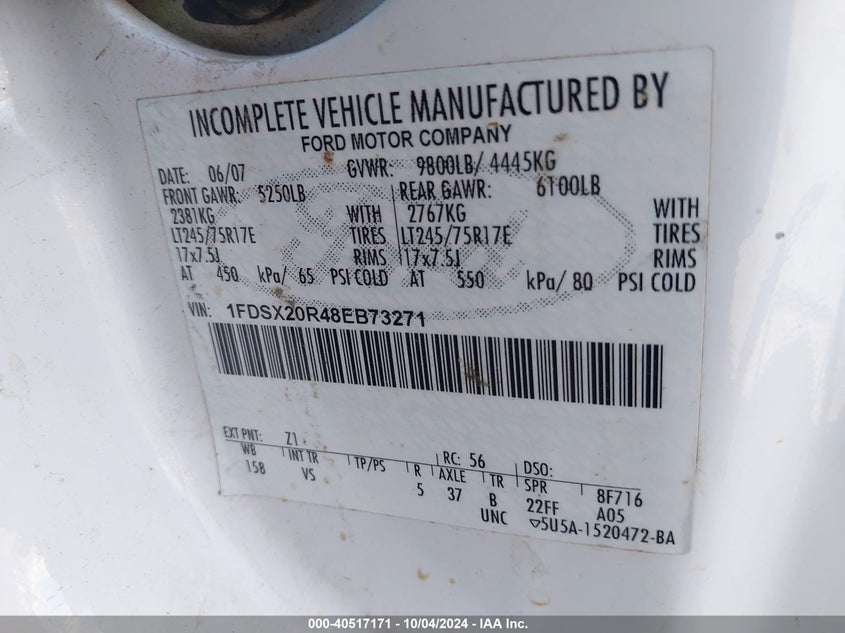 INCOMPLETE VEHICLE MANUFACTURED BY
FORD MOTOR COMPANY
DATE: 06/07 GVWR: 9800LB/ 4445KG
FRONT GAWR: 5250LB REAR GAWR: 6100LB
2381KG WITH 2767KG WITH
LT245/75R17E TIRES LT245/75R17E TIRES
17x7.5J RIMS 17x7.5J RIMS
AT 450 kPa/ 65 PSI COLD AT 550 kPa/ 80 PSI COLD
VIN: 1FDSX20R48EB73271
EXT PNT: Z1 RC: 56 DSO:
WB INT TR TP/PS R AXLE TR SPR 8F716
158 VS 5 37 B 22FF A05
UNC ▽5U5A-1520472-BA
000-40517171 - 10/04/2024 - IAA Inc.